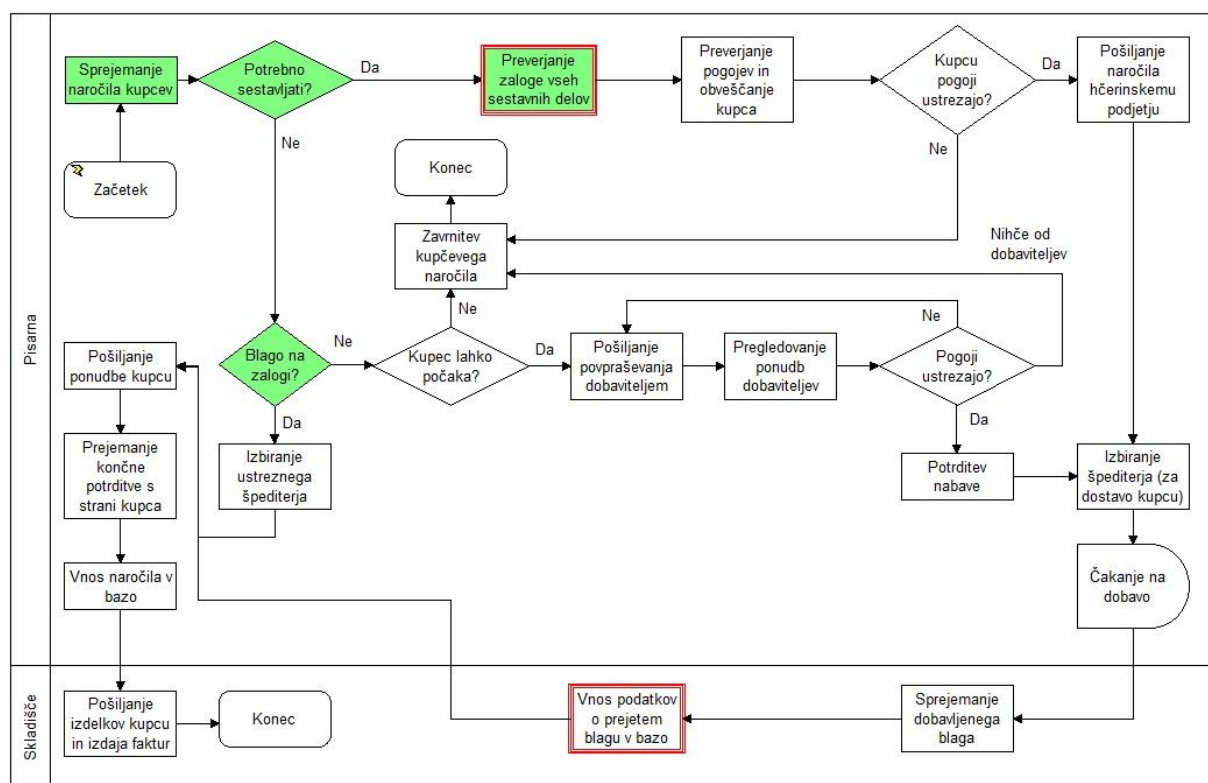 Pisarna
Sprejemanje
naročila kupcev
Potrebno
sestavljati?
Da
Preverjanje
zaloge vseh
sestavnih delov
Preverjanje
pogojev in
obveščanje
kupca
Kupcu
pogoji
ustrezajo?
Da
Pošiljanje
naročila
hčerinskemu
podjetju
Ne
Ne
Začetek
Konec
Zavrnitev
kupčevega
naročila
Nihče od
dobaviteljev
Ne
Ne
Pošiljanje
ponudbe kupcu
Blago na
zalogi?
Ne
Kupec lahko
počaka?
Da
Pošiljanje
povpraševanja
dobaviteljem
Pregledovanje
ponudb
dobaviteljev
Pogoji
ustrezajo?
Da
Da
Prejemanje
končne
potrditve s
strani kupca
Izbiranje
ustreznega
špediterja
Potrditev
nabave
Izbiranje
špediterja (za
dostavo kupcu)
Vnos naročila v
bazo
Čakanje na
dobavo
Skladišče
Pošiljanje
izdelkov kupcu
in izdaja faktur
Konec
Vnos podatkov
o prejetem
blagu v bazo
Sprejemanje
dobavljenega
blaga